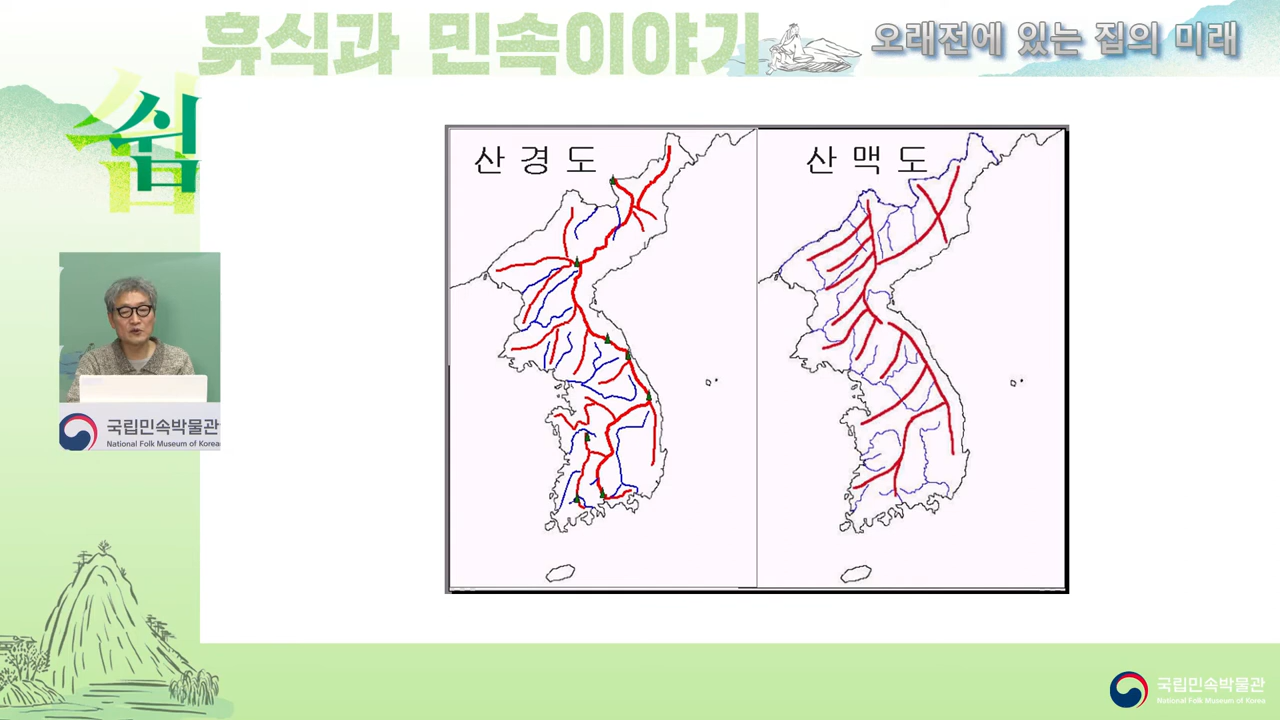 휴식과 민속이야기
오래전에 있는 집의 미래
쉼
산경도
산맥도
국립민속박물관
National Folk Museum of Korea
국립민속박물관
National Folk Museum of Korea